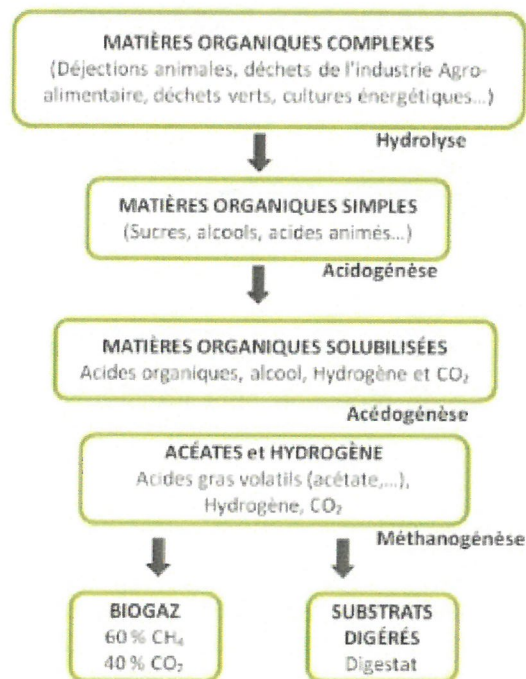 MATIÈRES ORGANIQUES COMPLEXES
(Déjections animales, déchets de l'industrie Agro-
alimentaire, déchets verts, cultures énergétiques...)
Hydrolyse
MATIÈRES ORGANIQUES SIMPLES
(Sucres, alcools, acides animés...)
Acidogénèse
MATIÈRES ORGANIQUES SOLUBILISÉES
Acides organiques, alcool, Hydrogène et CO₂
Acédogénèse
ACÉATES et HYDROGÈNE
Acides gras volatils (acétate,...),
Hydrogène, CO₂
Méthanogénèse
BIOGAZ
60 % CH₄
40 % CO₂
SUBSTRATS
DIGÉRÉS
Digestat